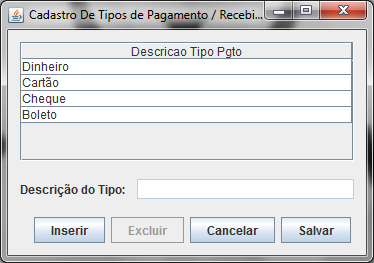 Cadastro De Tipos de Pagamento / Recebi...
Descricao Tipo Pgto
Dinheiro
Cartão
Cheque
Boleto
Descrição do Tipo:
Inserir Excluir Cancelar Salvar